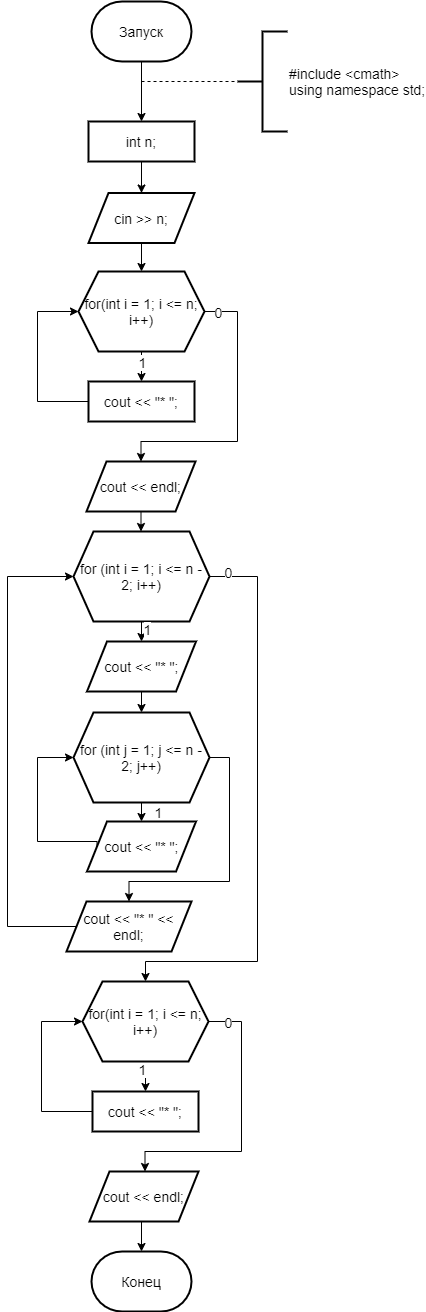 Запуск
#include <cmath>
using namespace std;
int n;
cin >> n;
for(int i = 1; i <= n;
i++)
0
1
cout << "* ";
cout << endl;
for (int i = 1; i <= n -
2; i++)
0
1
cout << "* ";
for (int j = 1; j <= n -
2; j++)
1
cout << "* ";
cout << "* " <<
endl;
for(int i = 1; i <= n;
i++)
0
1
cout << "* ";
cout << endl;
Конец